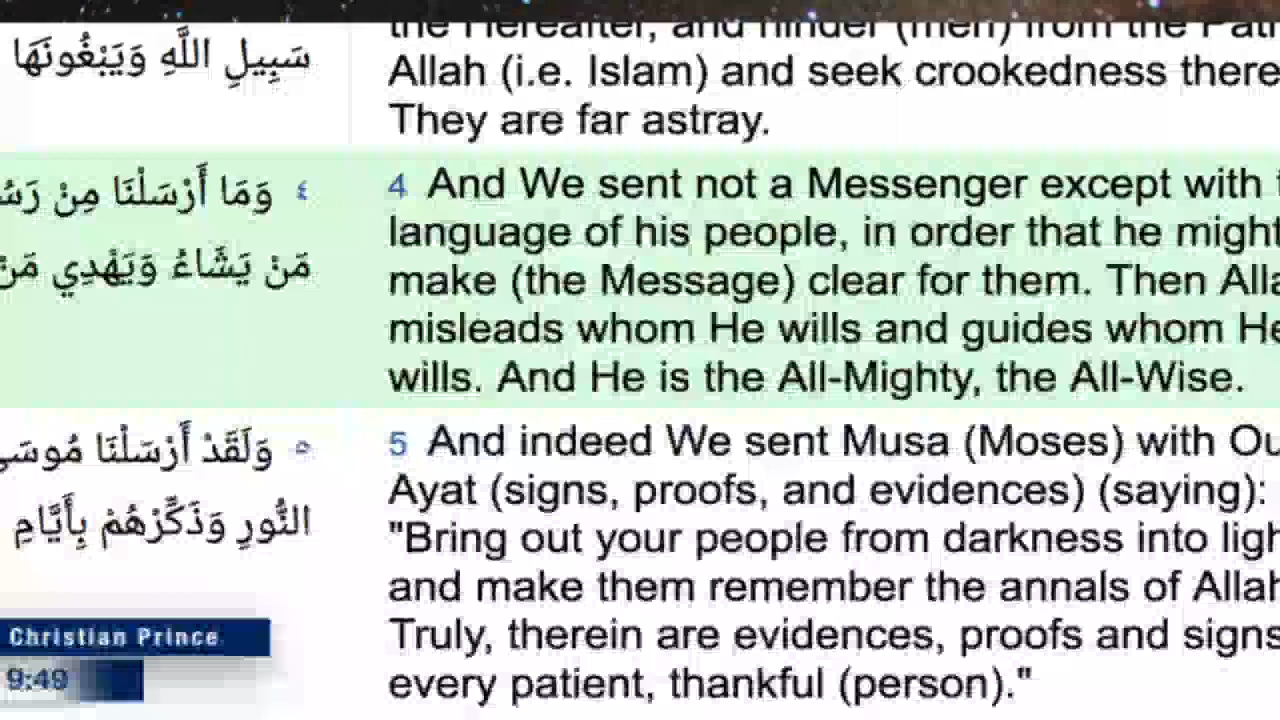 the Hereafter, and hinder (men) from the Path
سَبِيلِ اللَّهِ وَيَبْغُونَهَا
Allah (i.e. Islam) and seek crookedness there
They are far astray.
٤ وَمَا أَرْسَلْنَا مِنْ
4 And We sent not a Messenger except with
language of his people, in order that he might
مَنْ يَشَاءُ وَيَهْدِي مَنْ
make (the Message) clear for them. Then Alla
misleads whom He wills and guides whom He
wills. And He is the All-Mighty, the All-Wise.
٥ وَلَقَدْ أَرْسَلْنَا مُوسَى
5 And indeed We sent Musa (Moses) with Ou
Ayat (signs, proofs, and evidences) (saying):
النُّورِ وَذَكِّرْهُمْ بِأَيَّامِ
"Bring out your people from darkness into ligh
and make them remember the annals of Allah
Truly, therein are evidences, proofs and signs
every patient, thankful (person)."
Christian Prince
9:49